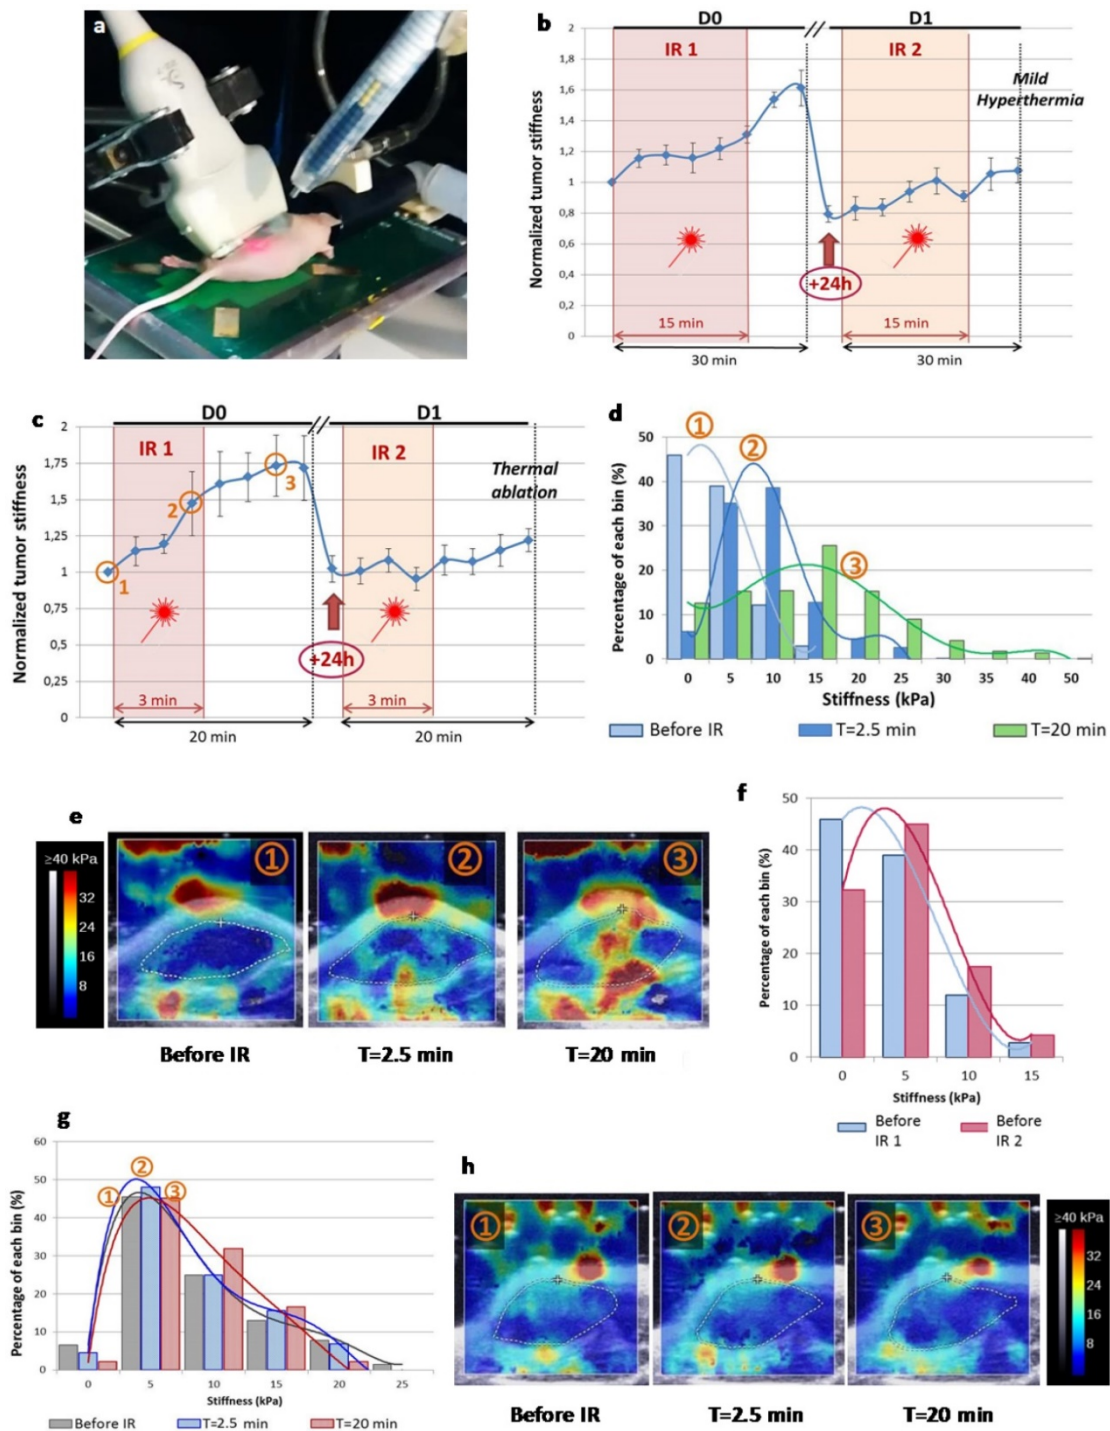 a
b
D0
D1
IR 1
IR 2
Mild
Hyperthermia
Normalized tumor stiffness
2
1,8
1,6
1,4
1,2
1
0,8
0,6
0,4
0,2
0
+24h
15 min
15 min
30 min
30 min
c
D0
D1
IR 1
IR 2
Thermal
ablation
Normalized tumor stiffness
2
1,75
1,5
1,25
1
0,75
0,5
0,25
0
1
2
3
+24h
3 min
3 min
20 min
20 min
d
1
2
3
Percentage of each bin (%)
50
40
30
20
10
0
0 5 10 15 20 25 30 35 40 50
Stiffness (kPa)
Before IR
T=2.5 min
T=20 min
e
≥40 kPa
32
24
16
8
1
2
3
Before IR
T=2.5 min
T=20 min
f
Percentage of each bin (%)
50
40
30
20
10
0
0 5 10 15
Stiffness (kPa)
Before
IR 1
Before
IR 2
g
1
2
3
Percentage of each bin (%)
60
50
40
30
20
10
0
0 5 10 15 20 25
Stiffness (kPa)
Before IR
T=2.5 min
T=20 min
h
1
2
3
≥40 kPa
32
24
16
8
Before IR
T=2.5 min
T=20 min